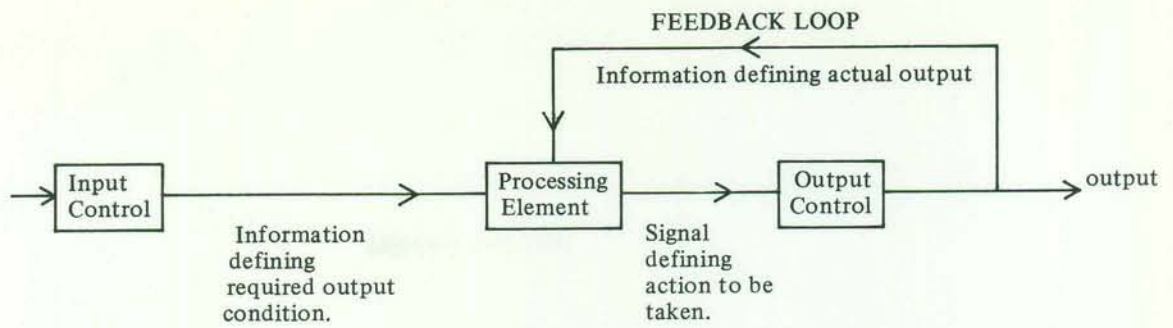 FEEDBACK LOOP
Information defining actual output
Input
Control
Processing
Element
Output
Control
output
Information
defining
required output
condition.
Signal
defining
action to be
taken.